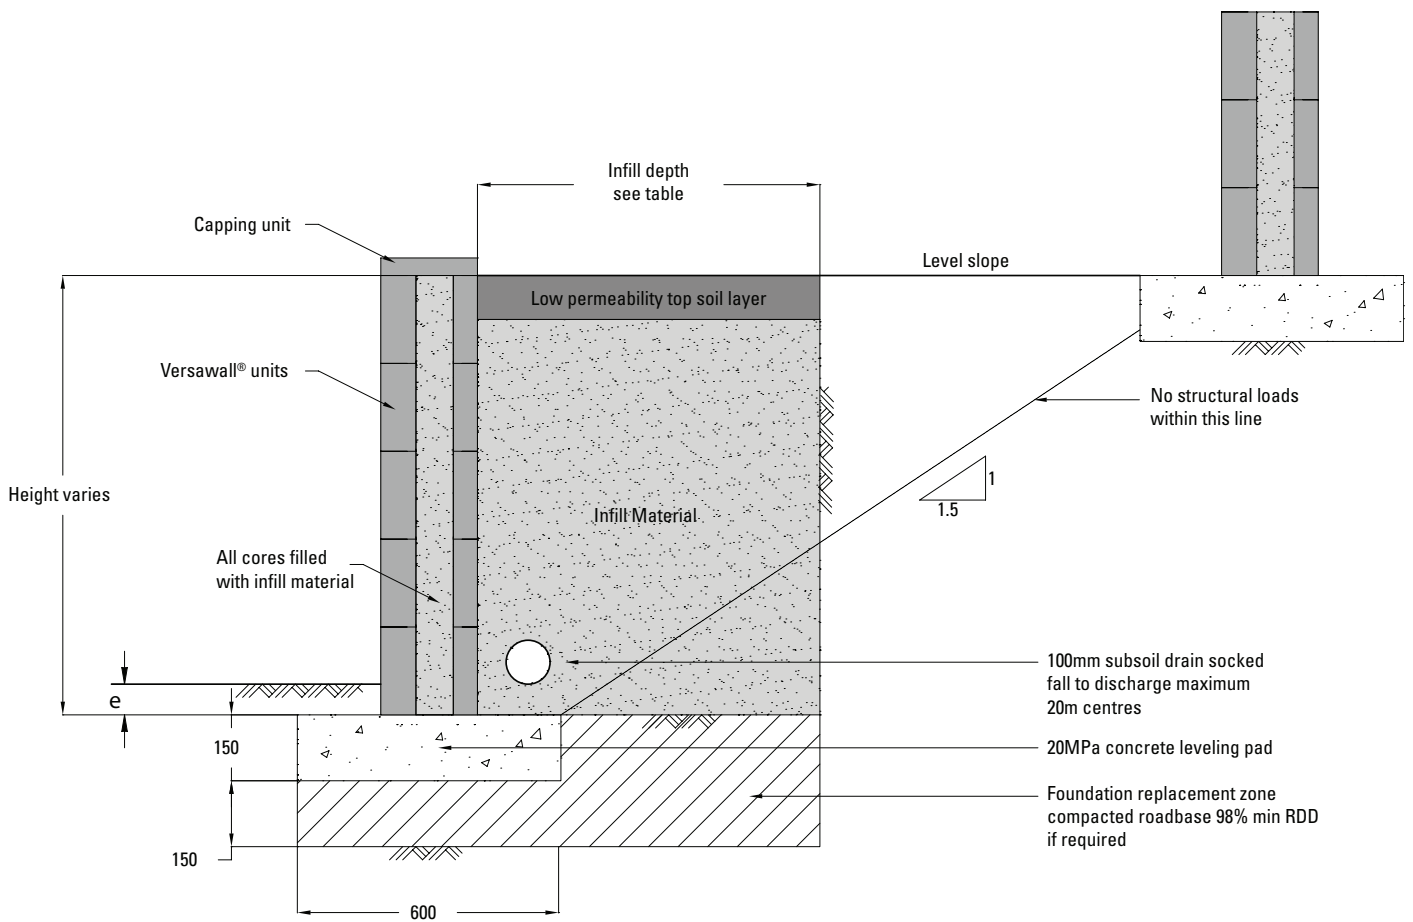 Infill depth
see table
Capping unit
Level slope
Low permeability top soil layer
Versawall® units
No structural loads
within this line
1
1.5
Height varies
Infill Material
All cores filled
with infill material
100mm subsoil drain socked
fall to discharge maximum
20m centres
e
150
20MPa concrete leveling pad
Foundation replacement zone
compacted roadbase 98% min RDD
if required
150
600